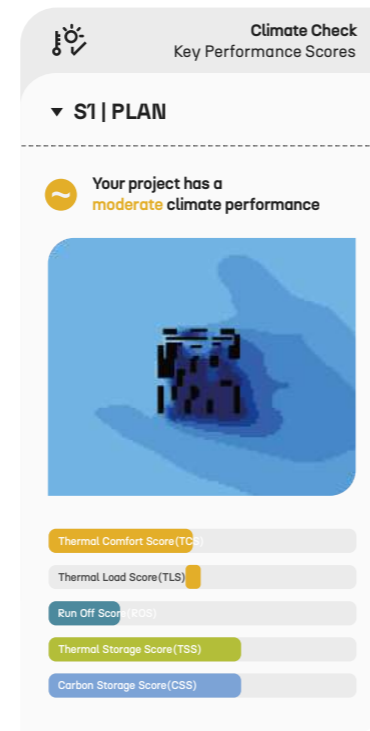 Climate Check
Key Performance Scores
S1 | PLAN
Your project has a
moderate climate performance
Thermal Comfort Score(TCS)
Thermal Load Score(TLS)
Run Off Score(ROS)
Thermal Storage Score(TSS)
Carbon Storage Score(CSS)